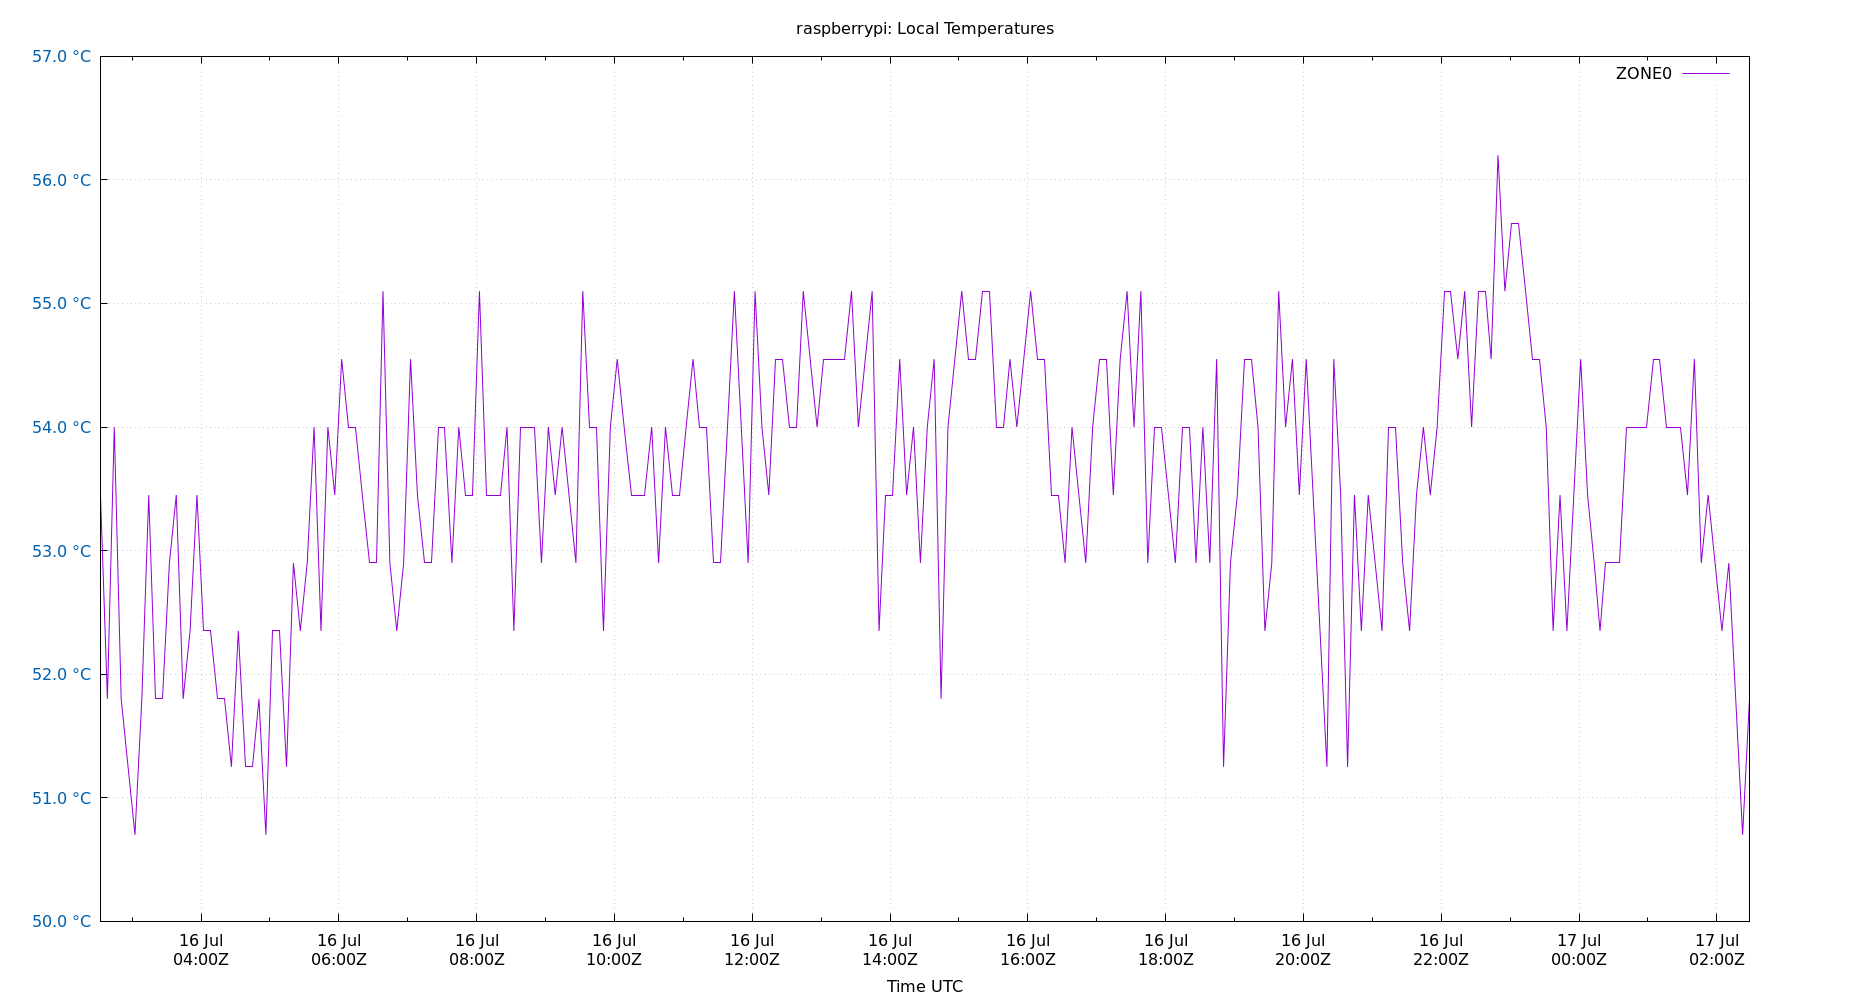 raspberrypi: Local Temperatures
57.0 °C
ZONE0
56.0 °C
55.0 °C
54.0 °C
53.0 °C
52.0 °C
51.0 °C
50.0 °C
16 Jul 16 Jul 16 Jul 16 Jul 16 Jul 16 Jul 16 Jul 16 Jul 16 Jul 16 Jul 17 Jul 17 Jul
04:00Z 06:00Z 08:00Z 10:00Z 12:00Z 14:00Z 16:00Z 18:00Z 20:00Z 22:00Z 00:00Z 02:00Z
Time UTC